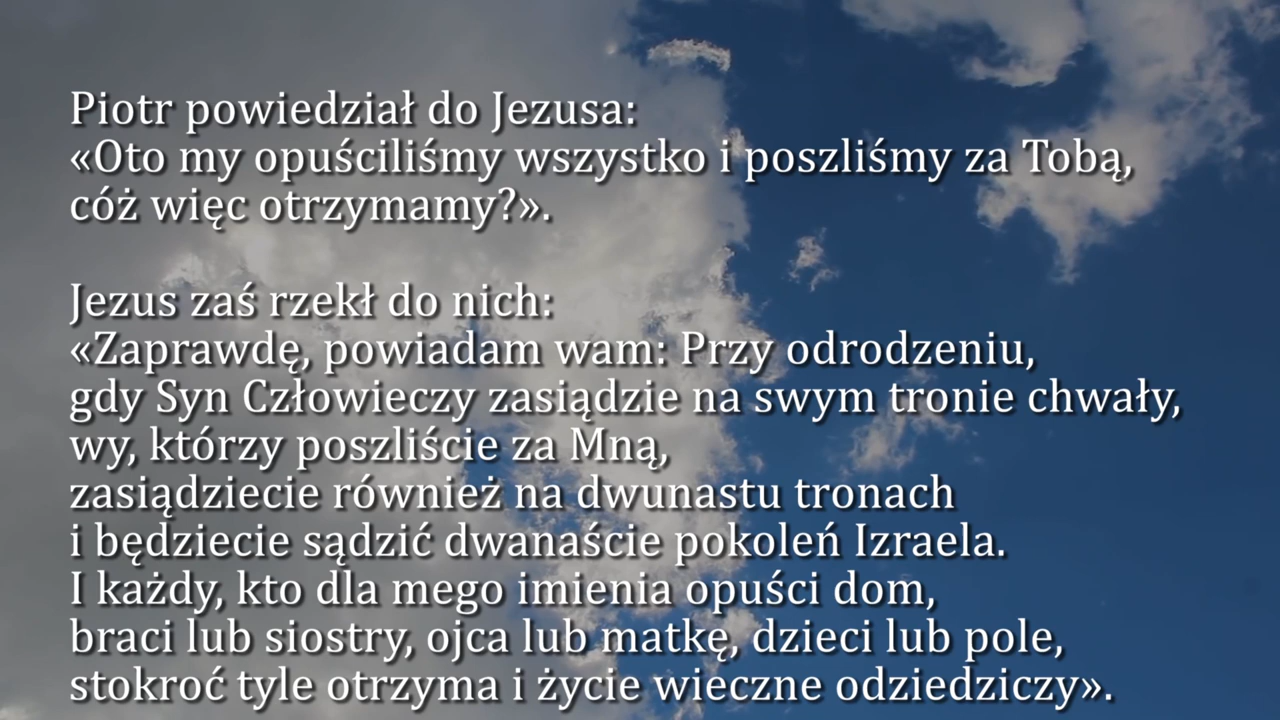 Piotr powiedział do Jezusa:
«Oto my opuściliśmy wszystko i poszliśmy za Tobą,
cóż więc otrzymamy?».
Jezus zaś rzekł do nich:
«Zaprawdę, powiadam wam: Przy odrodzeniu,
gdy Syn Człowieczy zasiądzie na swym tronie chwały,
wy, którzy poszliście za Mną,
zasiądziecie również na dwunastu tronach
i będziecie sądzić dwanaście pokoleń Izraela.
I każdy, kto dla mego imienia opuści dom,
braci lub siostry, ojca lub matkę, dzieci lub pole,
stokroć tyle otrzyma i życie wieczne odziedziczy».